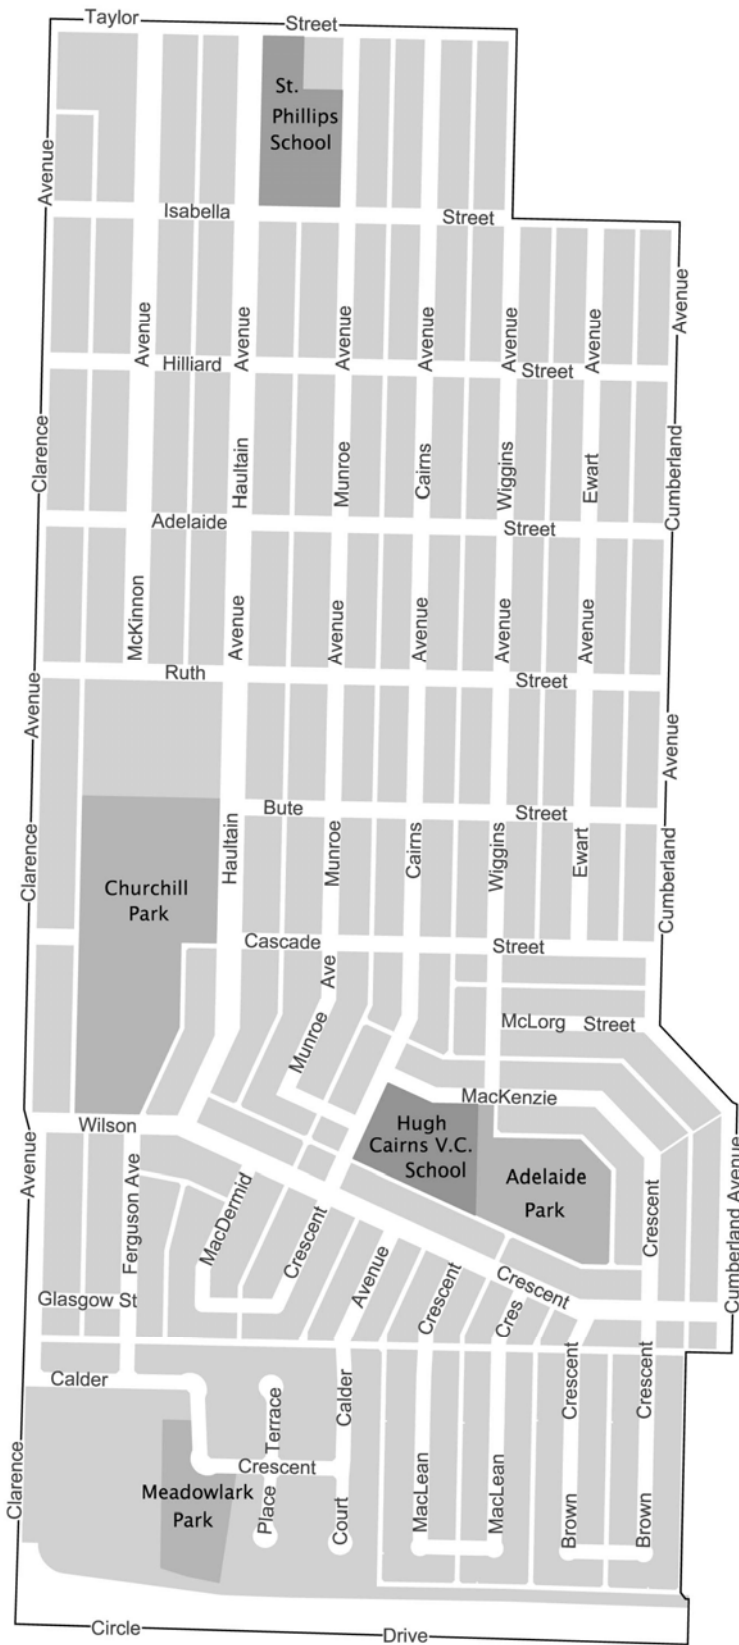 Taylor Street
St.
Phillips
School
Avenue
Isabella Street
Avenue Avenue Avenue Avenue Avenue Avenue Avenue
Hilliard Street
Clarence Haultain Munroe Cairns Wiggins Ewart Cumberland
Adelaide Street
McKinnon Avenue Avenue Avenue Avenue Avenue
Ruth Street
Avenue Avenue
Bute Street
Clarence Haultain Munroe Cairns Wiggins Ewart Cumberland
Churchill
Park
Cascade Street
Ave
McLorg Street
Munroe
MacKenzie
Wilson
Hugh
Cairns V.C.
School
Adelaide
Park
Avenue Ferguson Ave MacDermid Crescent Crescent Cumberland Avenue
Avenue Crescent Crescent
Cres
Glasgow St
Calder
Calder Crescent Crescent
Terrace
Crescent
Meadowlark
Park
Clarence Place Court MacLean MacLean Brown Brown
Circle Drive